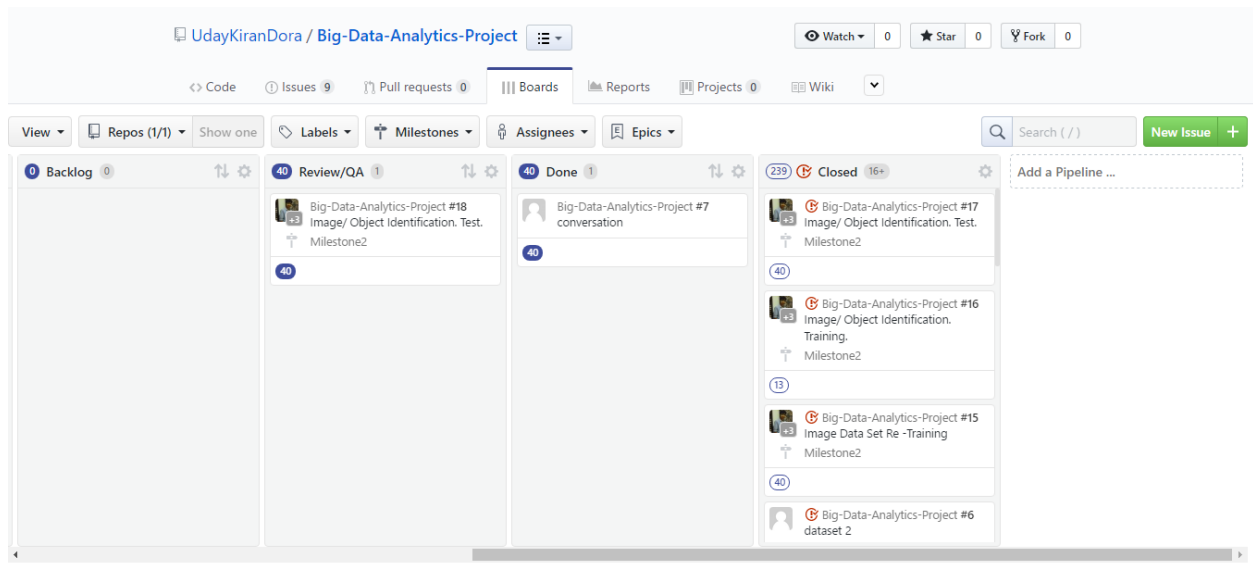 UdayKiranDora / Big-Data-Analytics-Project
Watch 0 Star 0 Fork 0
Code Issues 9 Pull requests 0 Boards Reports Projects 0 Wiki
View Repos (1/1) Show one Labels Milestones Assignees Epics Search ( / ) New Issue +
0 Backlog 0
40 Review/QA 1
Big-Data-Analytics-Project #18
+3
Image/ Object Identification. Test.
Milestone2
40
40 Done 1
Big-Data-Analytics-Project #7
conversation
40
239 Closed 16+
Big-Data-Analytics-Project #17
+3
Image/ Object Identification. Test.
Milestone2
40
Big-Data-Analytics-Project #16
+3
Image/ Object Identification.
Training.
Milestone2
13
Big-Data-Analytics-Project #15
+3
Image Data Set Re -Training
Milestone2
40
Big-Data-Analytics-Project #6
dataset 2
Add a Pipeline ...